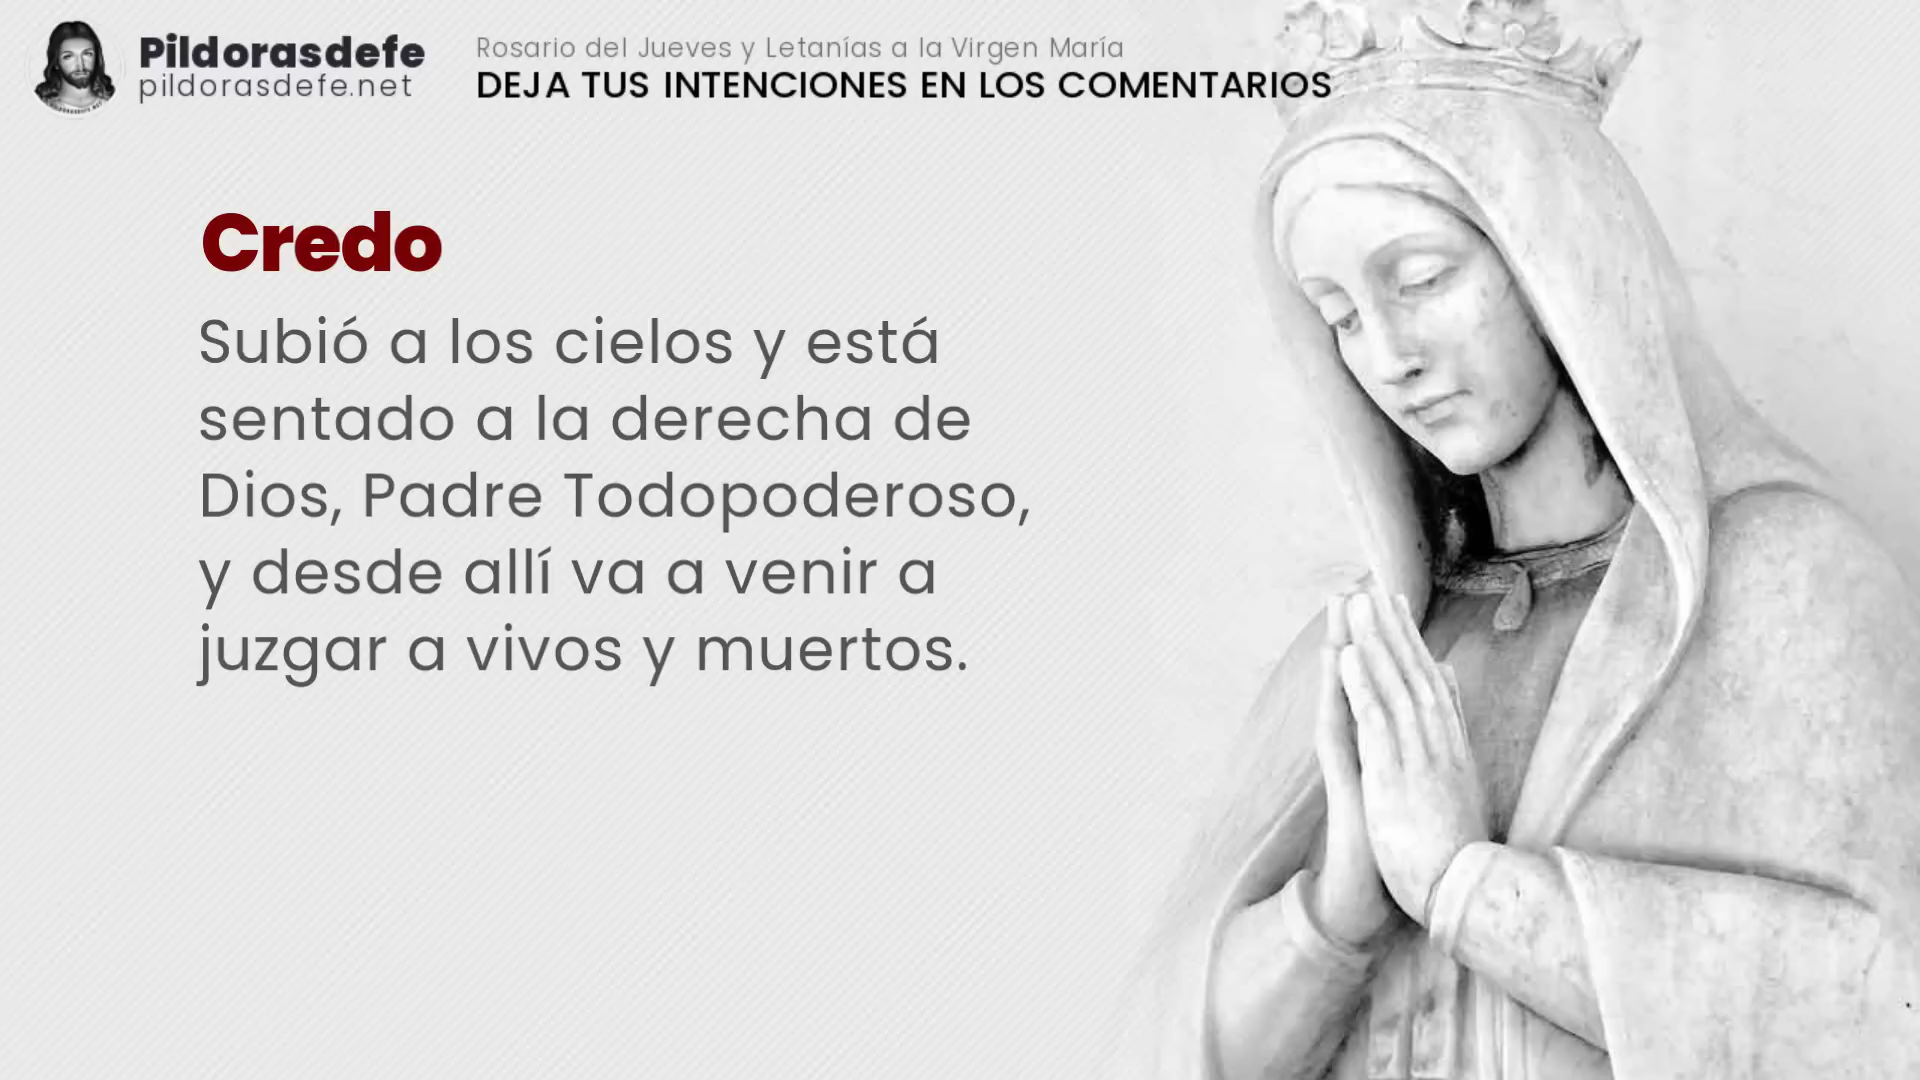 Pildorasdefe
pildorasdefe.net
Rosario del Jueves y Letanías a la Virgen María
DEJA TUS INTENCIONES EN LOS COMENTARIOS
Credo
Subió a los cielos y está
sentado a la derecha de
Dios, Padre Todopoderoso,
y desde allí va a venir a
juzgar a vivos y muertos.